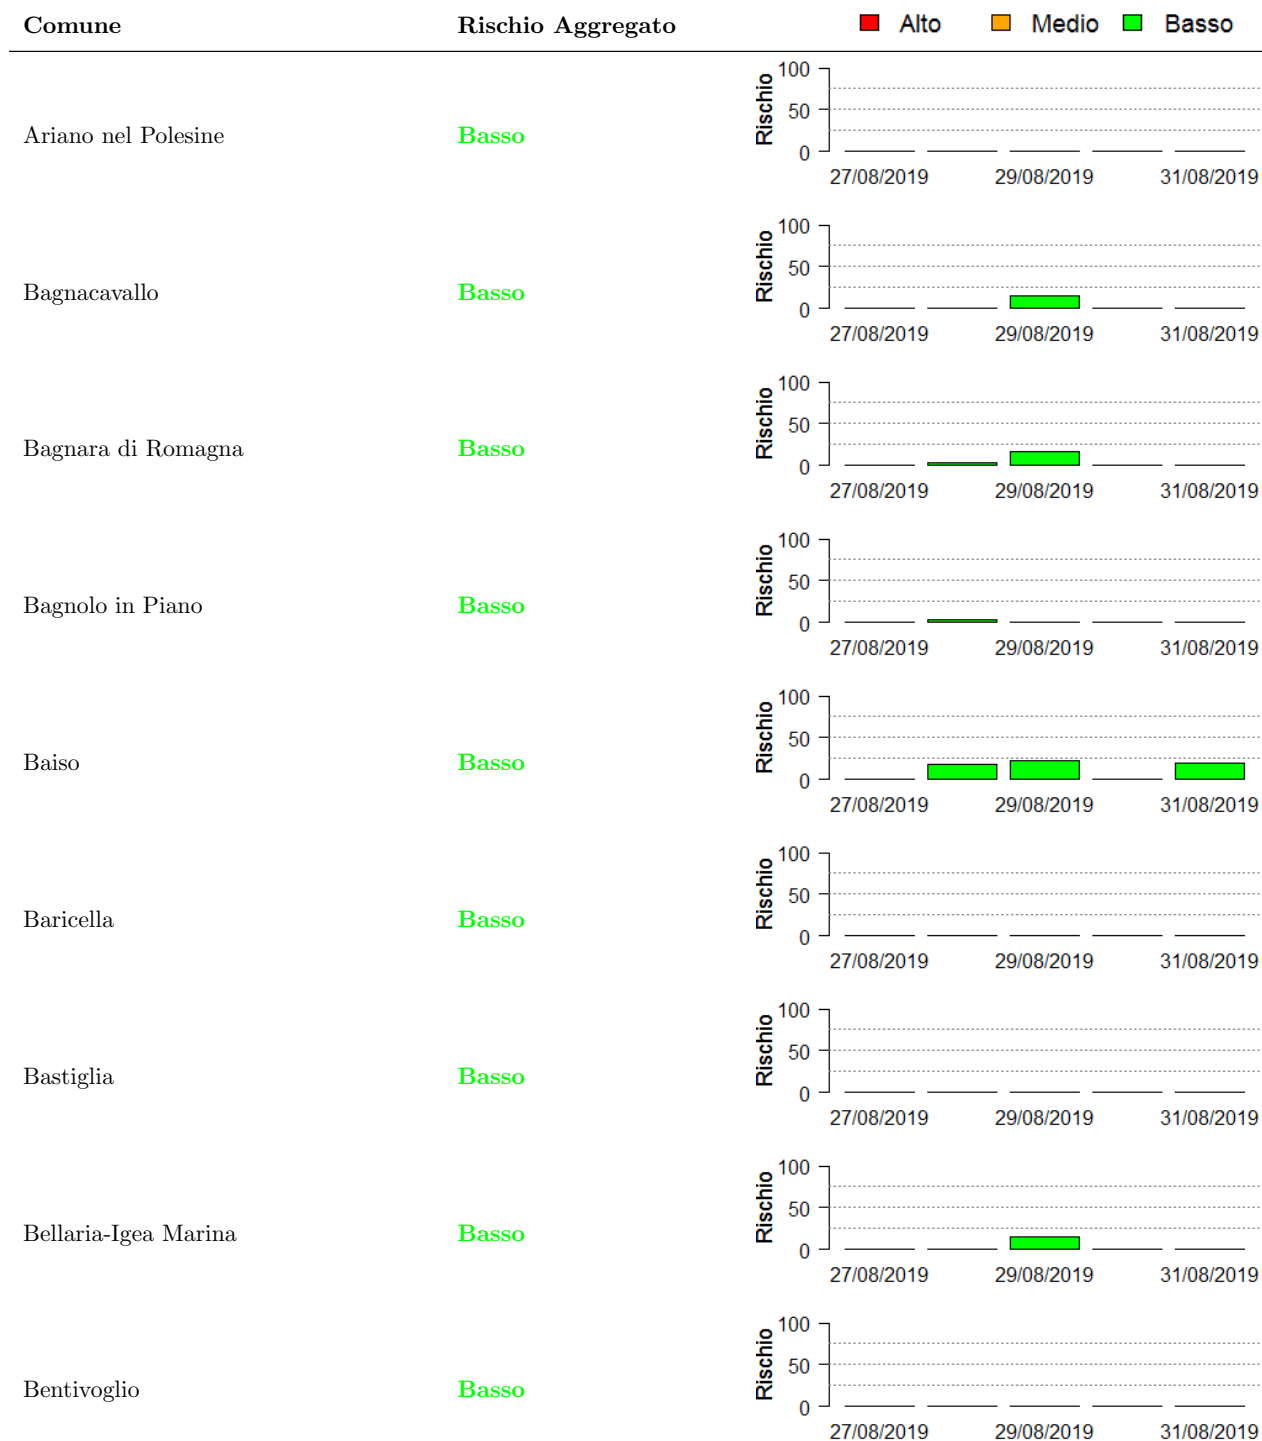 Comune Rischio Aggregato Alto Medio Basso
100
50
0
Rischio
Ariano nel Polesine Basso
27/08/2019 29/08/2019 31/08/2019
100
50
0
Rischio
Bagnacavallo Basso
27/08/2019 29/08/2019 31/08/2019
100
50
0
Rischio
Bagnara di Romagna Basso
27/08/2019 29/08/2019 31/08/2019
100
50
0
Rischio
Bagnolo in Piano Basso
27/08/2019 29/08/2019 31/08/2019
100
50
0
Rischio
Baiso Basso
27/08/2019 29/08/2019 31/08/2019
100
50
0
Rischio
Baricella Basso
27/08/2019 29/08/2019 31/08/2019
100
50
0
Rischio
Bastiglia Basso
27/08/2019 29/08/2019 31/08/2019
100
50
0
Rischio
Bellaria-Igea Marina Basso
27/08/2019 29/08/2019 31/08/2019
100
50
0
Rischio
Bentivoglio Basso
27/08/2019 29/08/2019 31/08/2019